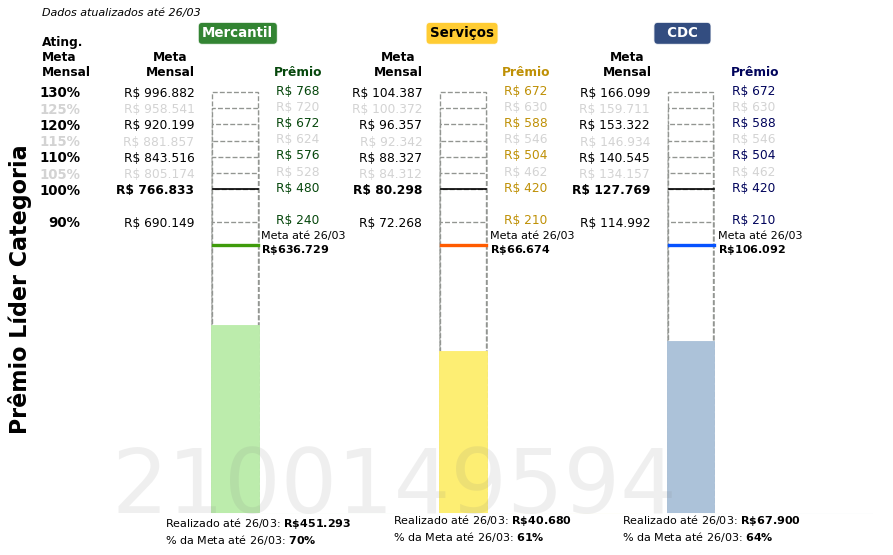 Dados atualizados até 26/03
Mercantil Serviços CDC
Ating. Meta Mensal Meta Mensal Prêmio Meta Mensal Prêmio Meta Mensal Prêmio
130% R$ 996.882 R$ 768 R$ 104.387 R$ 672 R$ 166.099 R$ 672
125% R$ 958.541 R$ 720 R$ 100.372 R$ 630 R$ 159.711 R$ 630
120% R$ 920.199 R$ 672 R$ 96.357 R$ 588 R$ 153.322 R$ 588
115% R$ 881.857 R$ 624 R$ 92.342 R$ 546 R$ 146.934 R$ 546
110% R$ 843.516 R$ 576 R$ 88.327 R$ 504 R$ 140.545 R$ 504
105% R$ 805.174 R$ 528 R$ 84.312 R$ 462 R$ 134.157 R$ 462
100% R$ 766.833 R$ 480 R$ 80.298 R$ 420 R$ 127.769 R$ 420
90% R$ 690.149 R$ 240 R$ 72.268 R$ 210 R$ 114.992 R$ 210
Meta até 26/03 Meta até 26/03 Meta até 26/03
R$636.729 R$66.674 R$106.092
Prêmio Líder Categoria
2100149594
Realizado até 26/03: R$451.293 Realizado até 26/03: R$40.680 Realizado até 26/03: R$67.900
% da Meta até 26/03: 70% % da Meta até 26/03: 61% % da Meta até 26/03: 64%